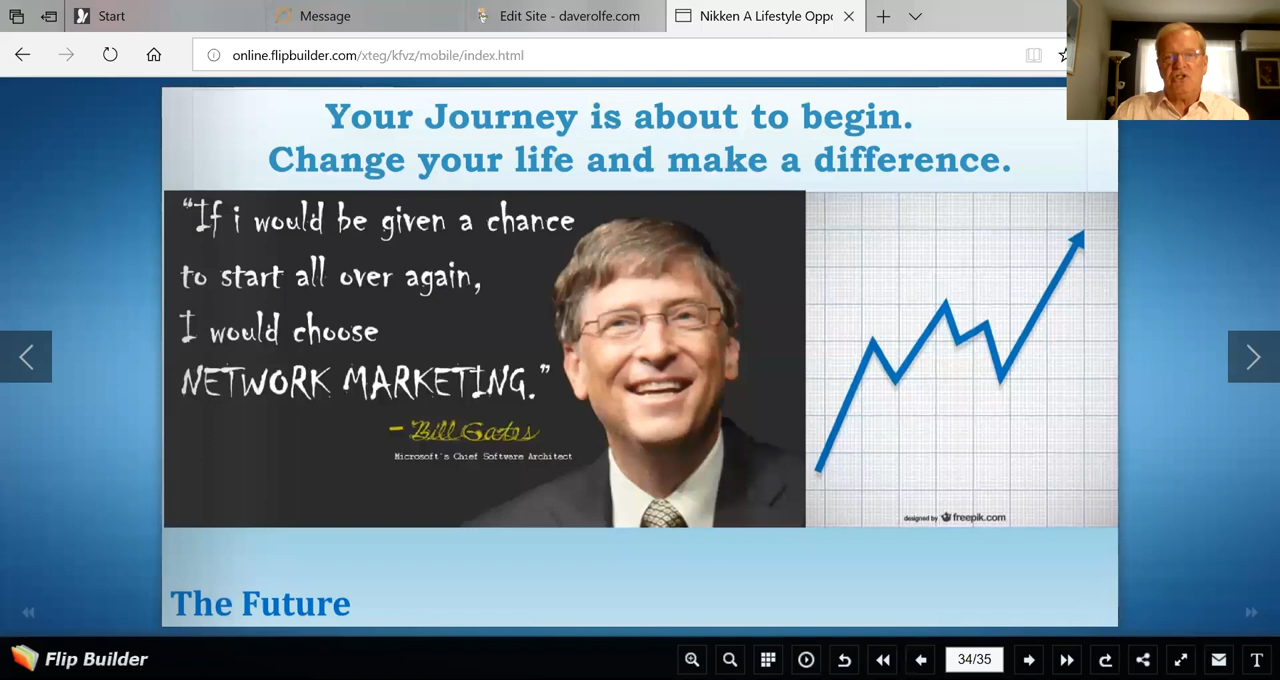 Start
Message
Edit Site - daverolfe.com
Nikken A Lifestyle Oppo
online.flipbuilder.com/xteg/kfvz/mobile/index.html
Your Journey is about to begin.
Change your life and make a difference.
“If i would be given a chance
to start all over again,
I would choose
NETWORK MARKETING.”
- Bill Gates
Microsoft's Chief Software Architect
designed by freepik.com
The Future
Flip Builder
34/35
T